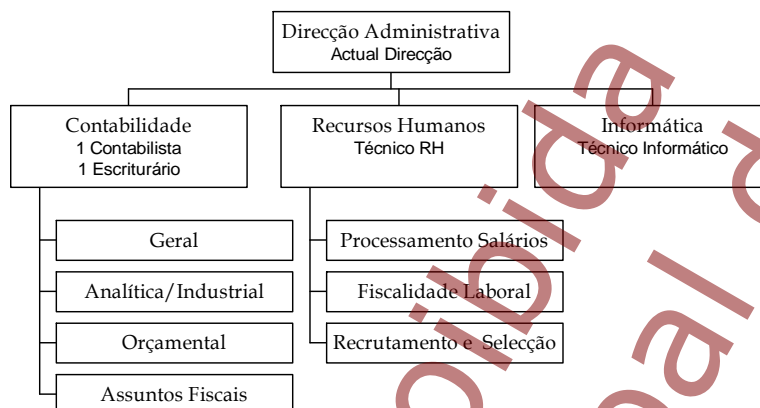 Direcção Administrativa
Actual Direcção
Contabilidade
1 Contabilista
1 Escriturário
Recursos Humanos
Técnico RH
Informática
Técnico Informático
Geral
Analítica/Industrial
Orçamental
Assuntos Fiscais
Processamento Salários
Fiscalidade Laboral
Recrutamento e Selecção